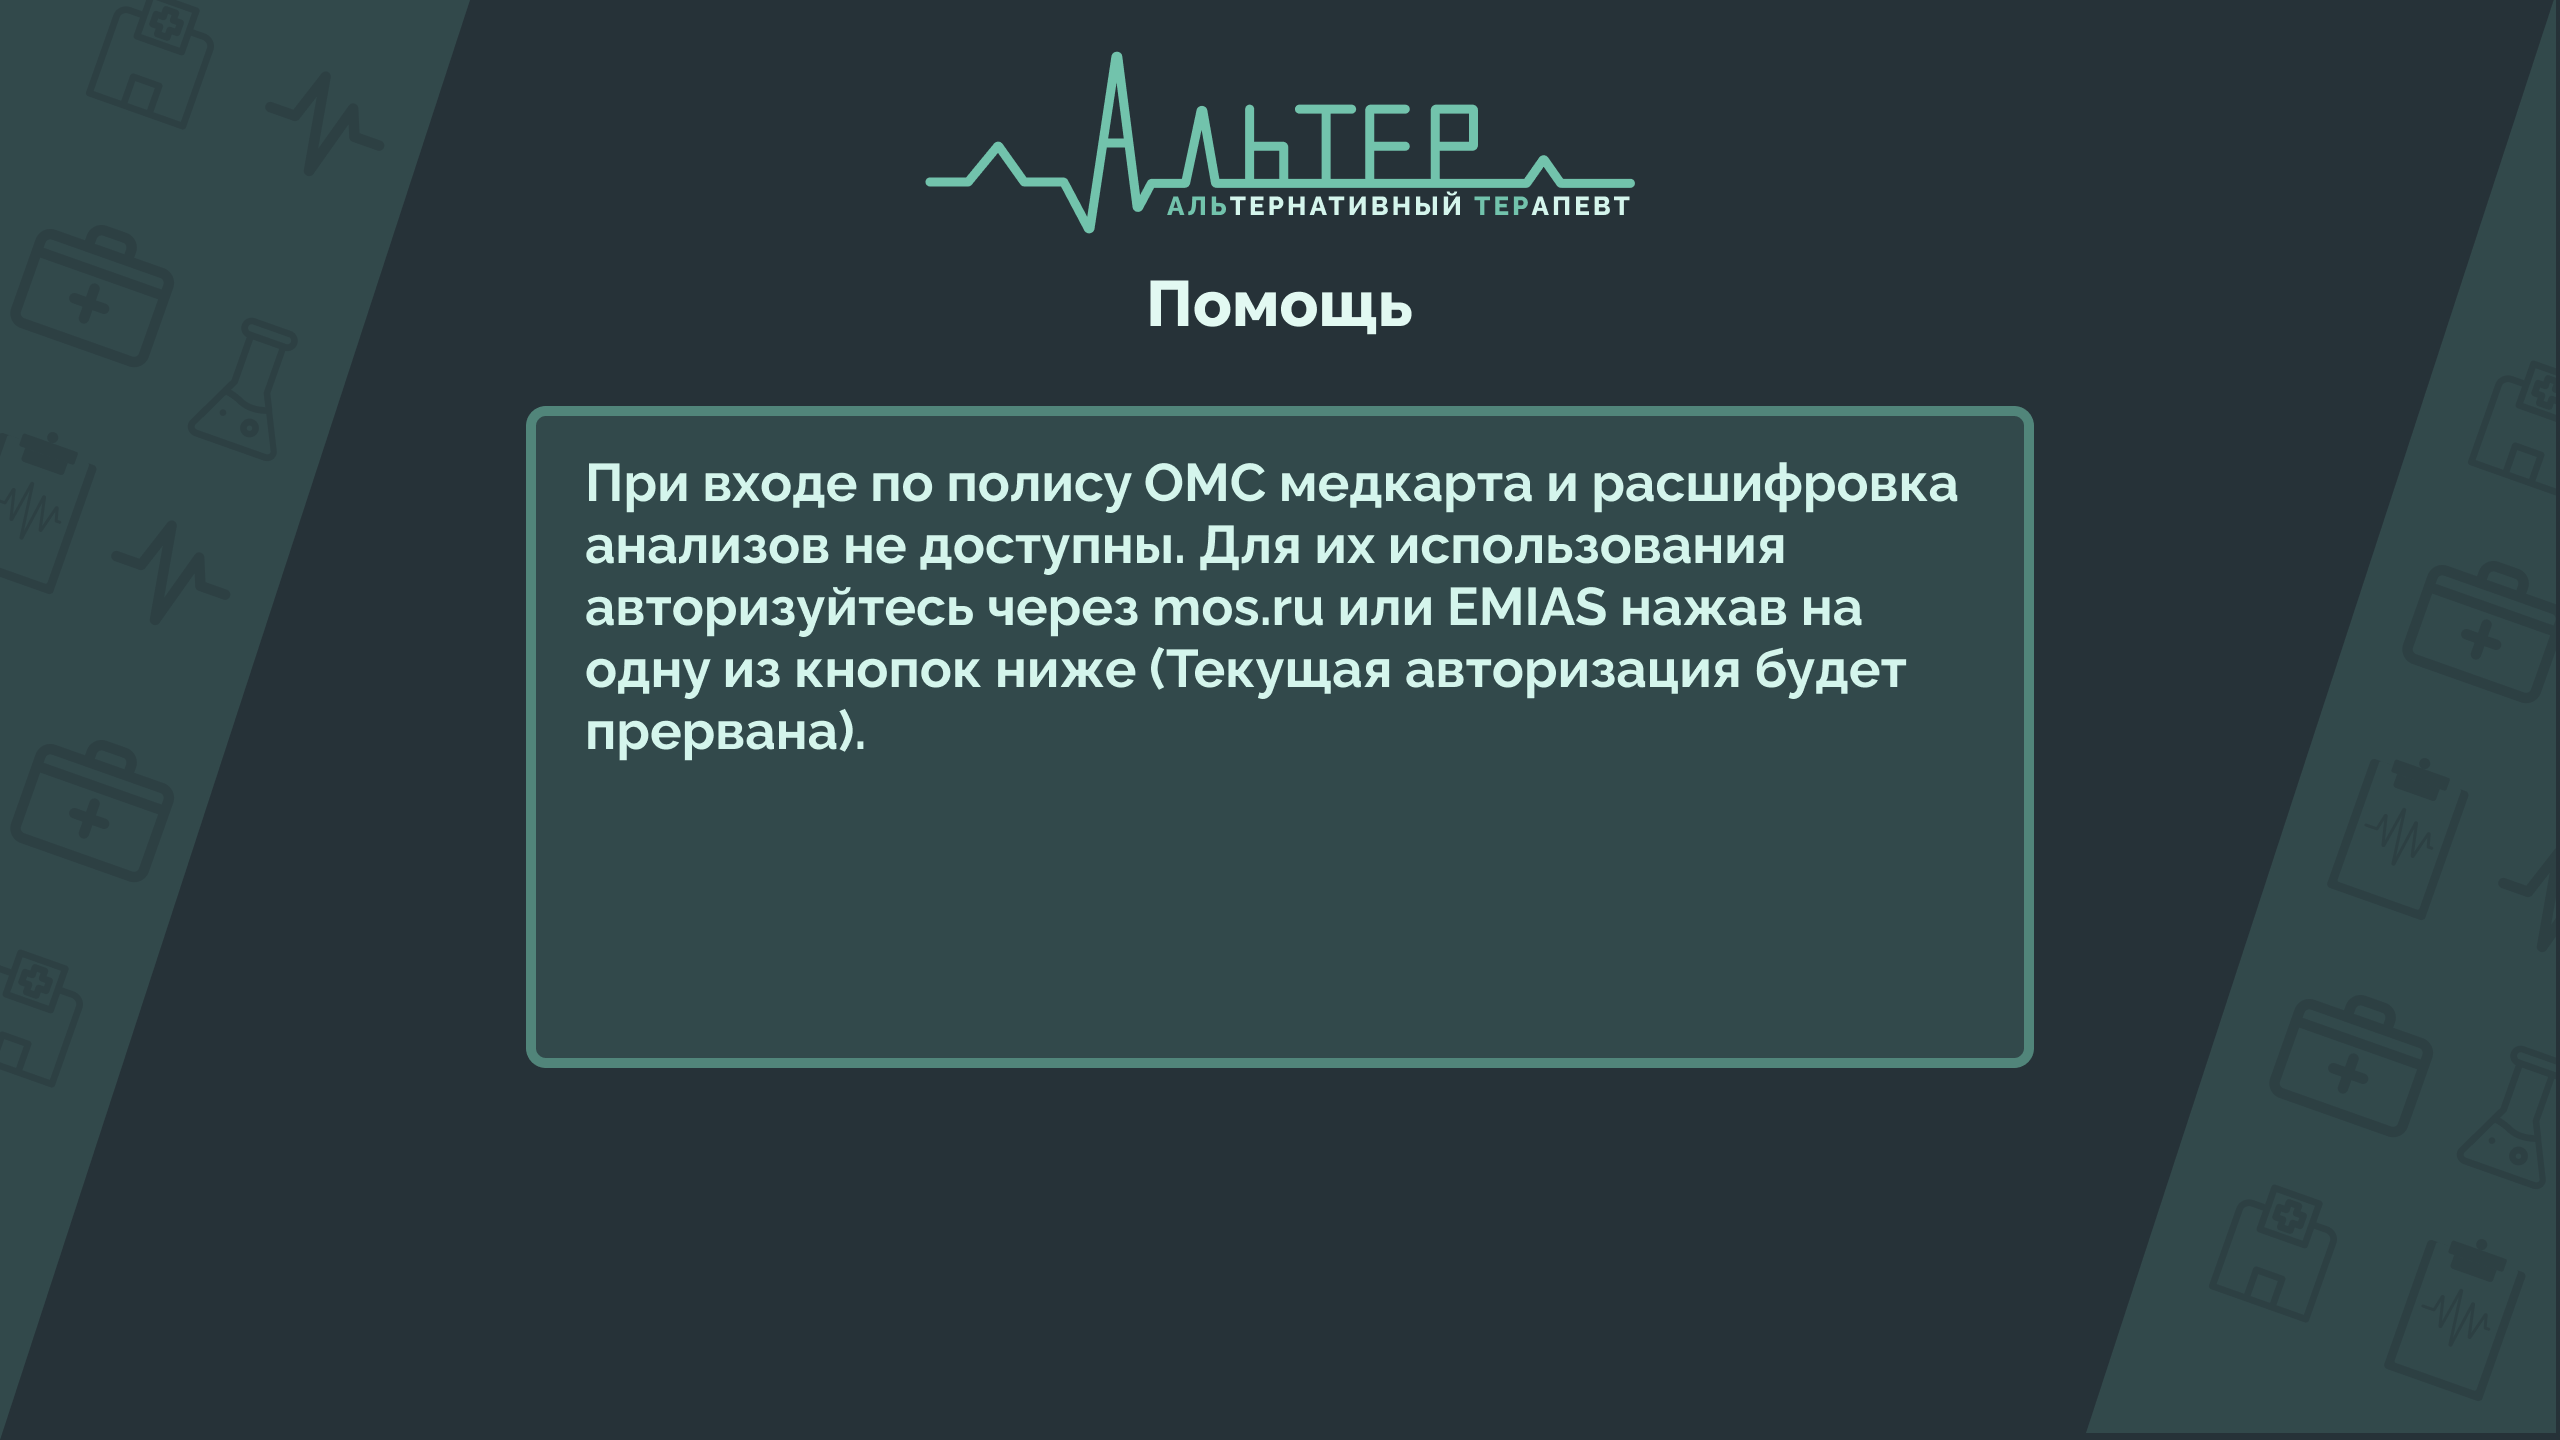 АЛЬТЕР
АЛЬТЕРНАТИВНЫЙ ТЕРАПЕВТ
Помощь
При входе по полису ОМС медкарта и расшифровка
анализов не доступны. Для их использования
авторизуйтесь через mos.ru или EMIAS нажав на
одну из кнопок ниже (Текущая авторизация будет
прервана).